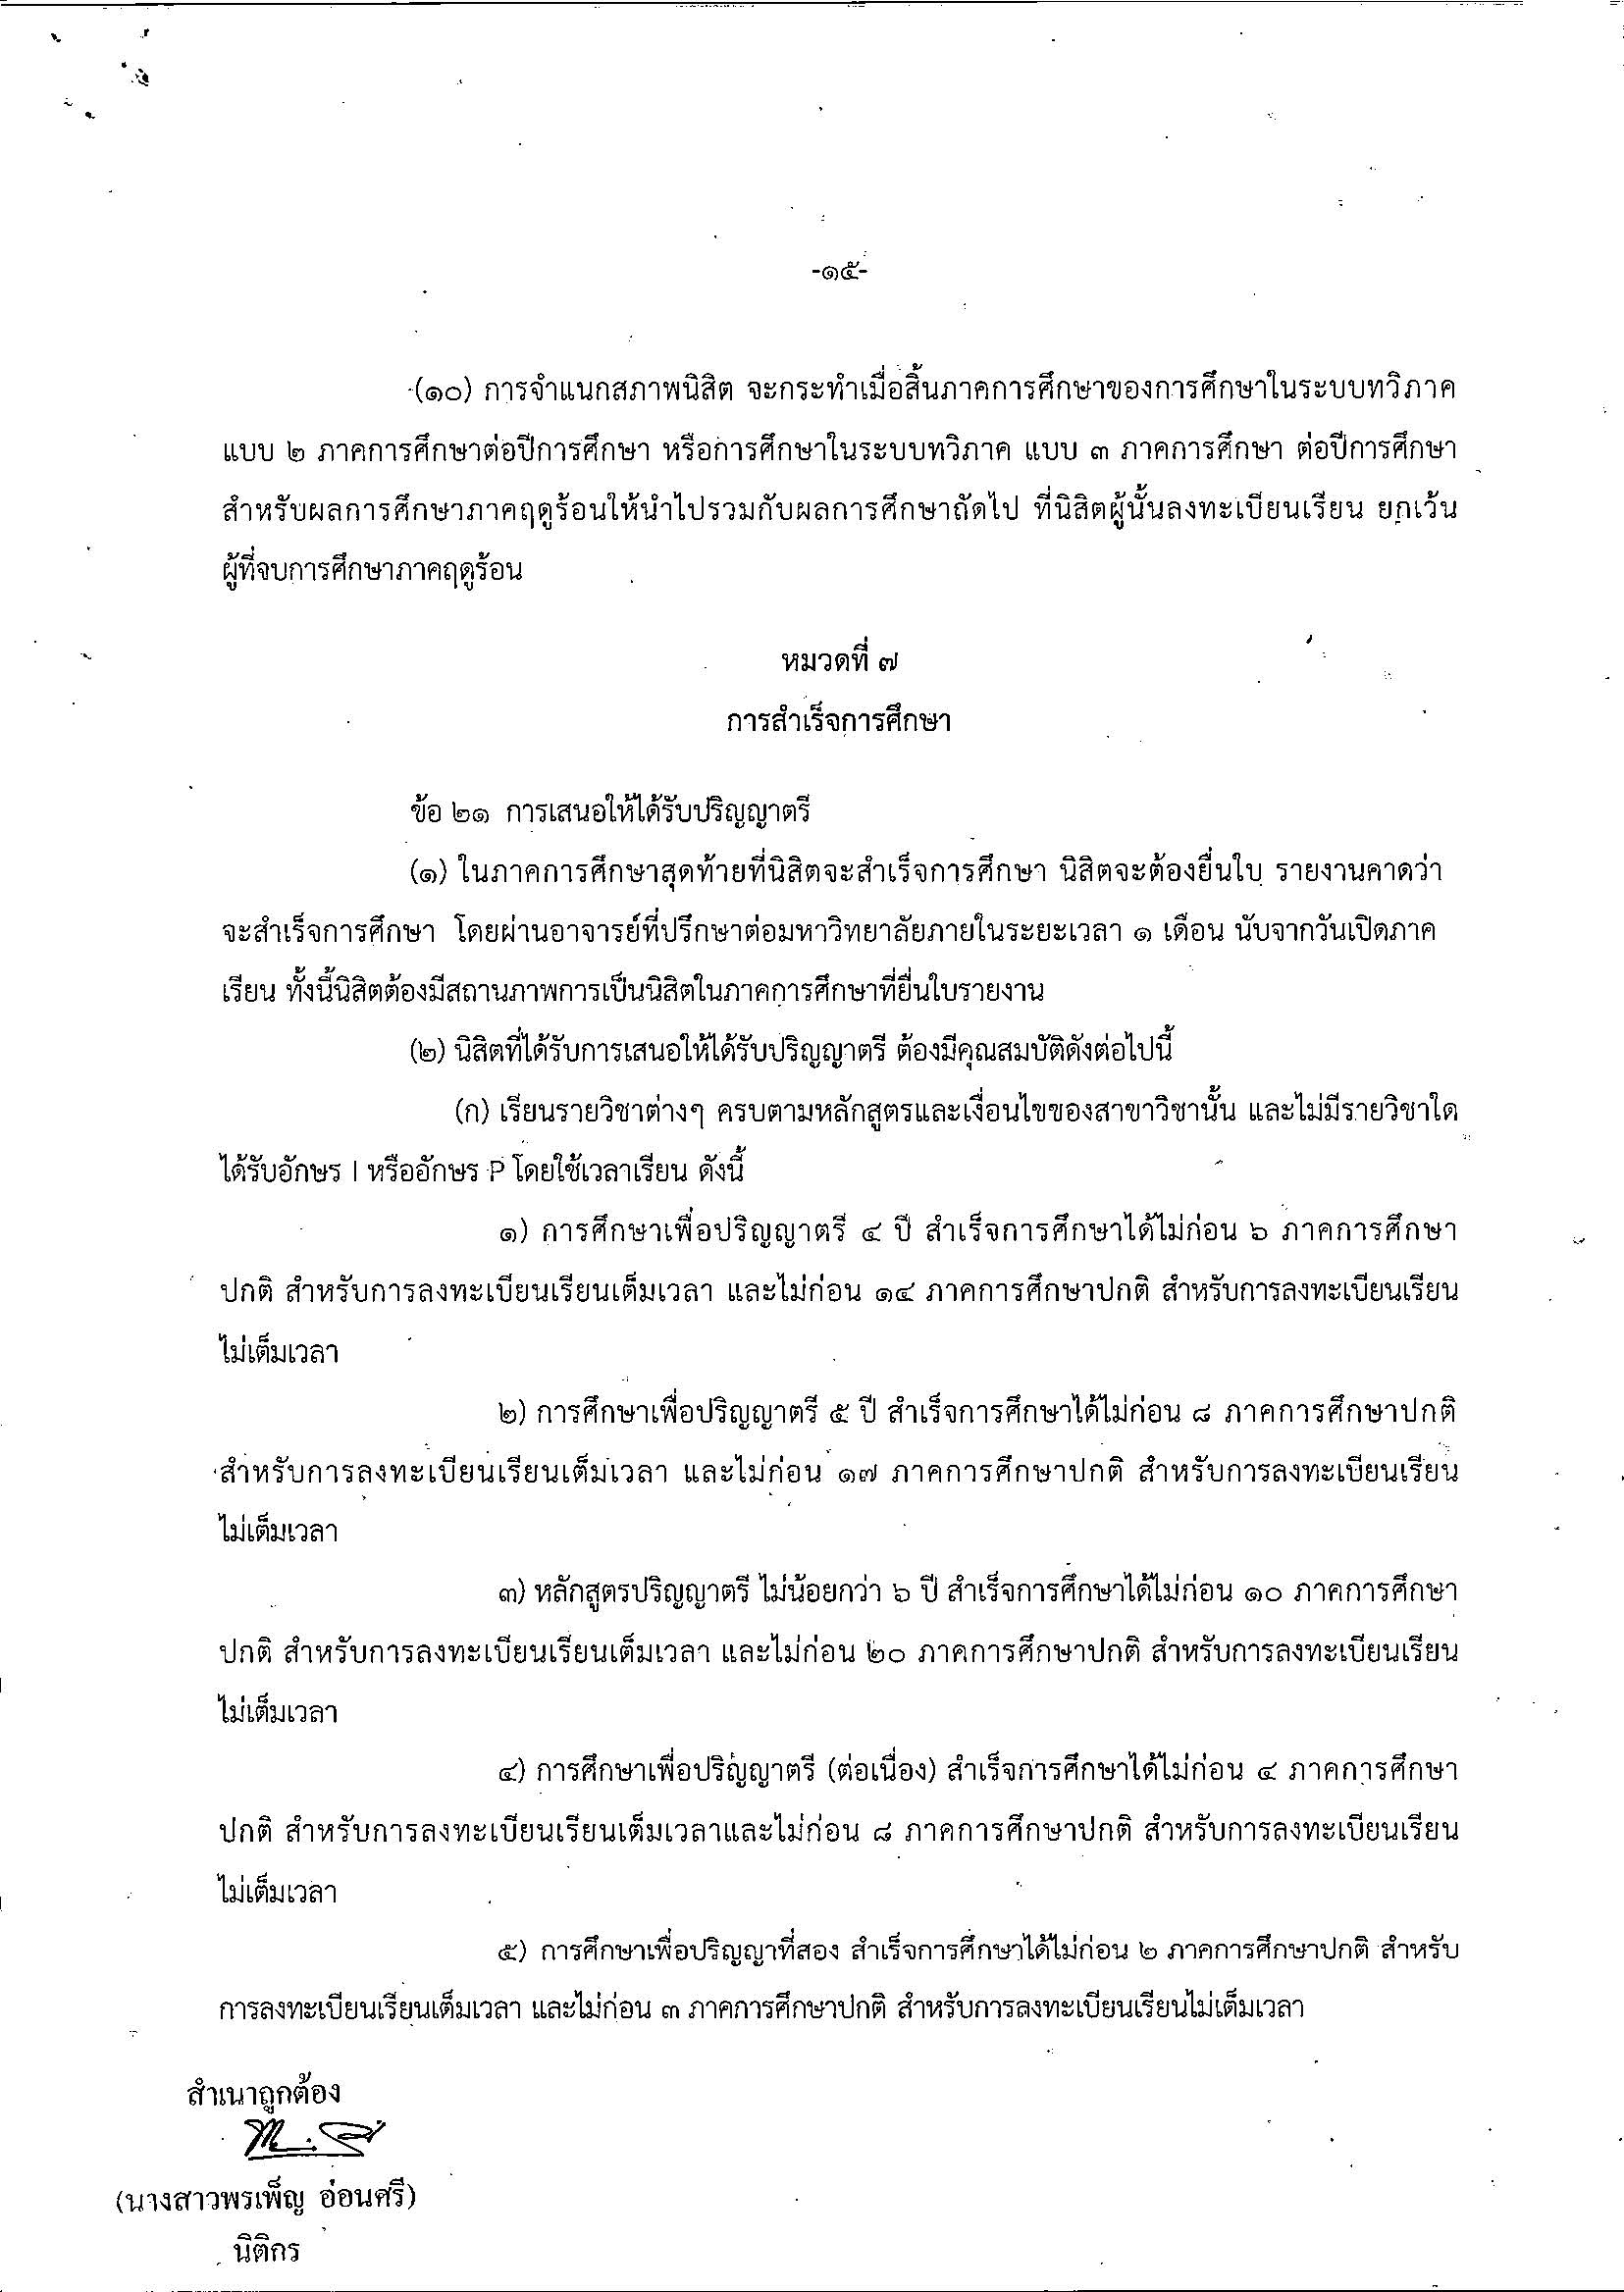 -๑๕-
(๑๐) การจำแนกสภาพนิสิต จะกระทำเมื่อสิ้นภาคการศึกษาของการศึกษาในระบบทวิภาค
แบบ ๒ ภาคการศึกษาต่อปีการศึกษา หรือการศึกษาในระบบทวิภาค แบบ ๓ ภาคการศึกษา ต่อปีการศึกษา
สำหรับผลการศึกษาภาคฤดูร้อนให้นำไปรวมกับผลการศึกษาถัดไป ที่นิสิตผู้นั้นลงทะเบียนเรียน ยกเว้น
ผู้ที่จบการศึกษาภาคฤดูร้อน
หมวดที่ ๗
การสำเร็จการศึกษา
ข้อ ๒๑ การเสนอให้ได้รับปริญญาตรี
(๑) ในภาคการศึกษาสุดท้ายที่นิสิตจะสำเร็จการศึกษา นิสิตจะต้องยื่นใบ รายงานคาดว่า
จะสำเร็จการศึกษา โดยผ่านอาจารย์ที่ปรึกษาต่อมหาวิทยาลัยภายในระยะเวลา ๑ เดือน นับจากวันเปิดภาค
เรียน ทั้งนี้นิสิตต้องมีสถานภาพการเป็นนิสิตในภาคการศึกษาที่ยื่นใบรายงาน
(๒) นิสิตที่ได้รับการเสนอให้ได้รับปริญญาตรี ต้องมีคุณสมบัติดังต่อไปนี้
(ก) เรียนรายวิชาต่างๆ ครบตามหลักสูตรและเงื่อนไขของสาขาวิชานั้น และไม่มีรายวิชาใด
ได้รับอักษร I หรืออักษร P โดยใช้เวลาเรียน ดังนี้
๑) การศึกษาเพื่อปริญญาตรี ๔ ปี สำเร็จการศึกษาได้ไม่ก่อน ๖ ภาคการศึกษา
ปกติ สำหรับการลงทะเบียนเรียนเต็มเวลา และไม่ก่อน ๑๔ ภาคการศึกษาปกติ สำหรับการลงทะเบียนเรียน
ไม่เต็มเวลา
๒) การศึกษาเพื่อปริญญาตรี ๕ ปี สำเร็จการศึกษาได้ไม่ก่อน ๘ ภาคการศึกษาปกติ
สำหรับการลงทะเบียนเรียนเต็มเวลา และไม่ก่อน ๑๗ ภาคการศึกษาปกติ สำหรับการลงทะเบียนเรียน
ไม่เต็มเวลา
๓) หลักสูตรปริญญาตรี ไม่น้อยกว่า ๖ ปี สำเร็จการศึกษาได้ไม่ก่อน ๑๐ ภาคการศึกษา
ปกติ สำหรับการลงทะเบียนเรียนเต็มเวลา และไม่ก่อน ๒๐ ภาคการศึกษาปกติ สำหรับการลงทะเบียนเรียน
ไม่เต็มเวลา
๔) การศึกษาเพื่อปริญญาตรี (ต่อเนื่อง) สำเร็จการศึกษาได้ไม่ก่อน ๔ ภาคการศึกษา
ปกติ สำหรับการลงทะเบียนเรียนเต็มเวลาและไม่ก่อน ๘ ภาคการศึกษาปกติ สำหรับการลงทะเบียนเรียน
ไม่เต็มเวลา
๕) การศึกษาเพื่อปริญญาที่สอง สำเร็จการศึกษาได้ไม่ก่อน ๒ ภาคการศึกษาปกติ สำหรับ
การลงทะเบียนเรียนเต็มเวลา และไม่ก่อน ๓ ภาคการศึกษาปกติ สำหรับการลงทะเบียนเรียนไม่เต็มเวลา
สำเนาถูกต้อง
(นางสาวพรเพ็ญ อ่อนศรี)
นิติกร